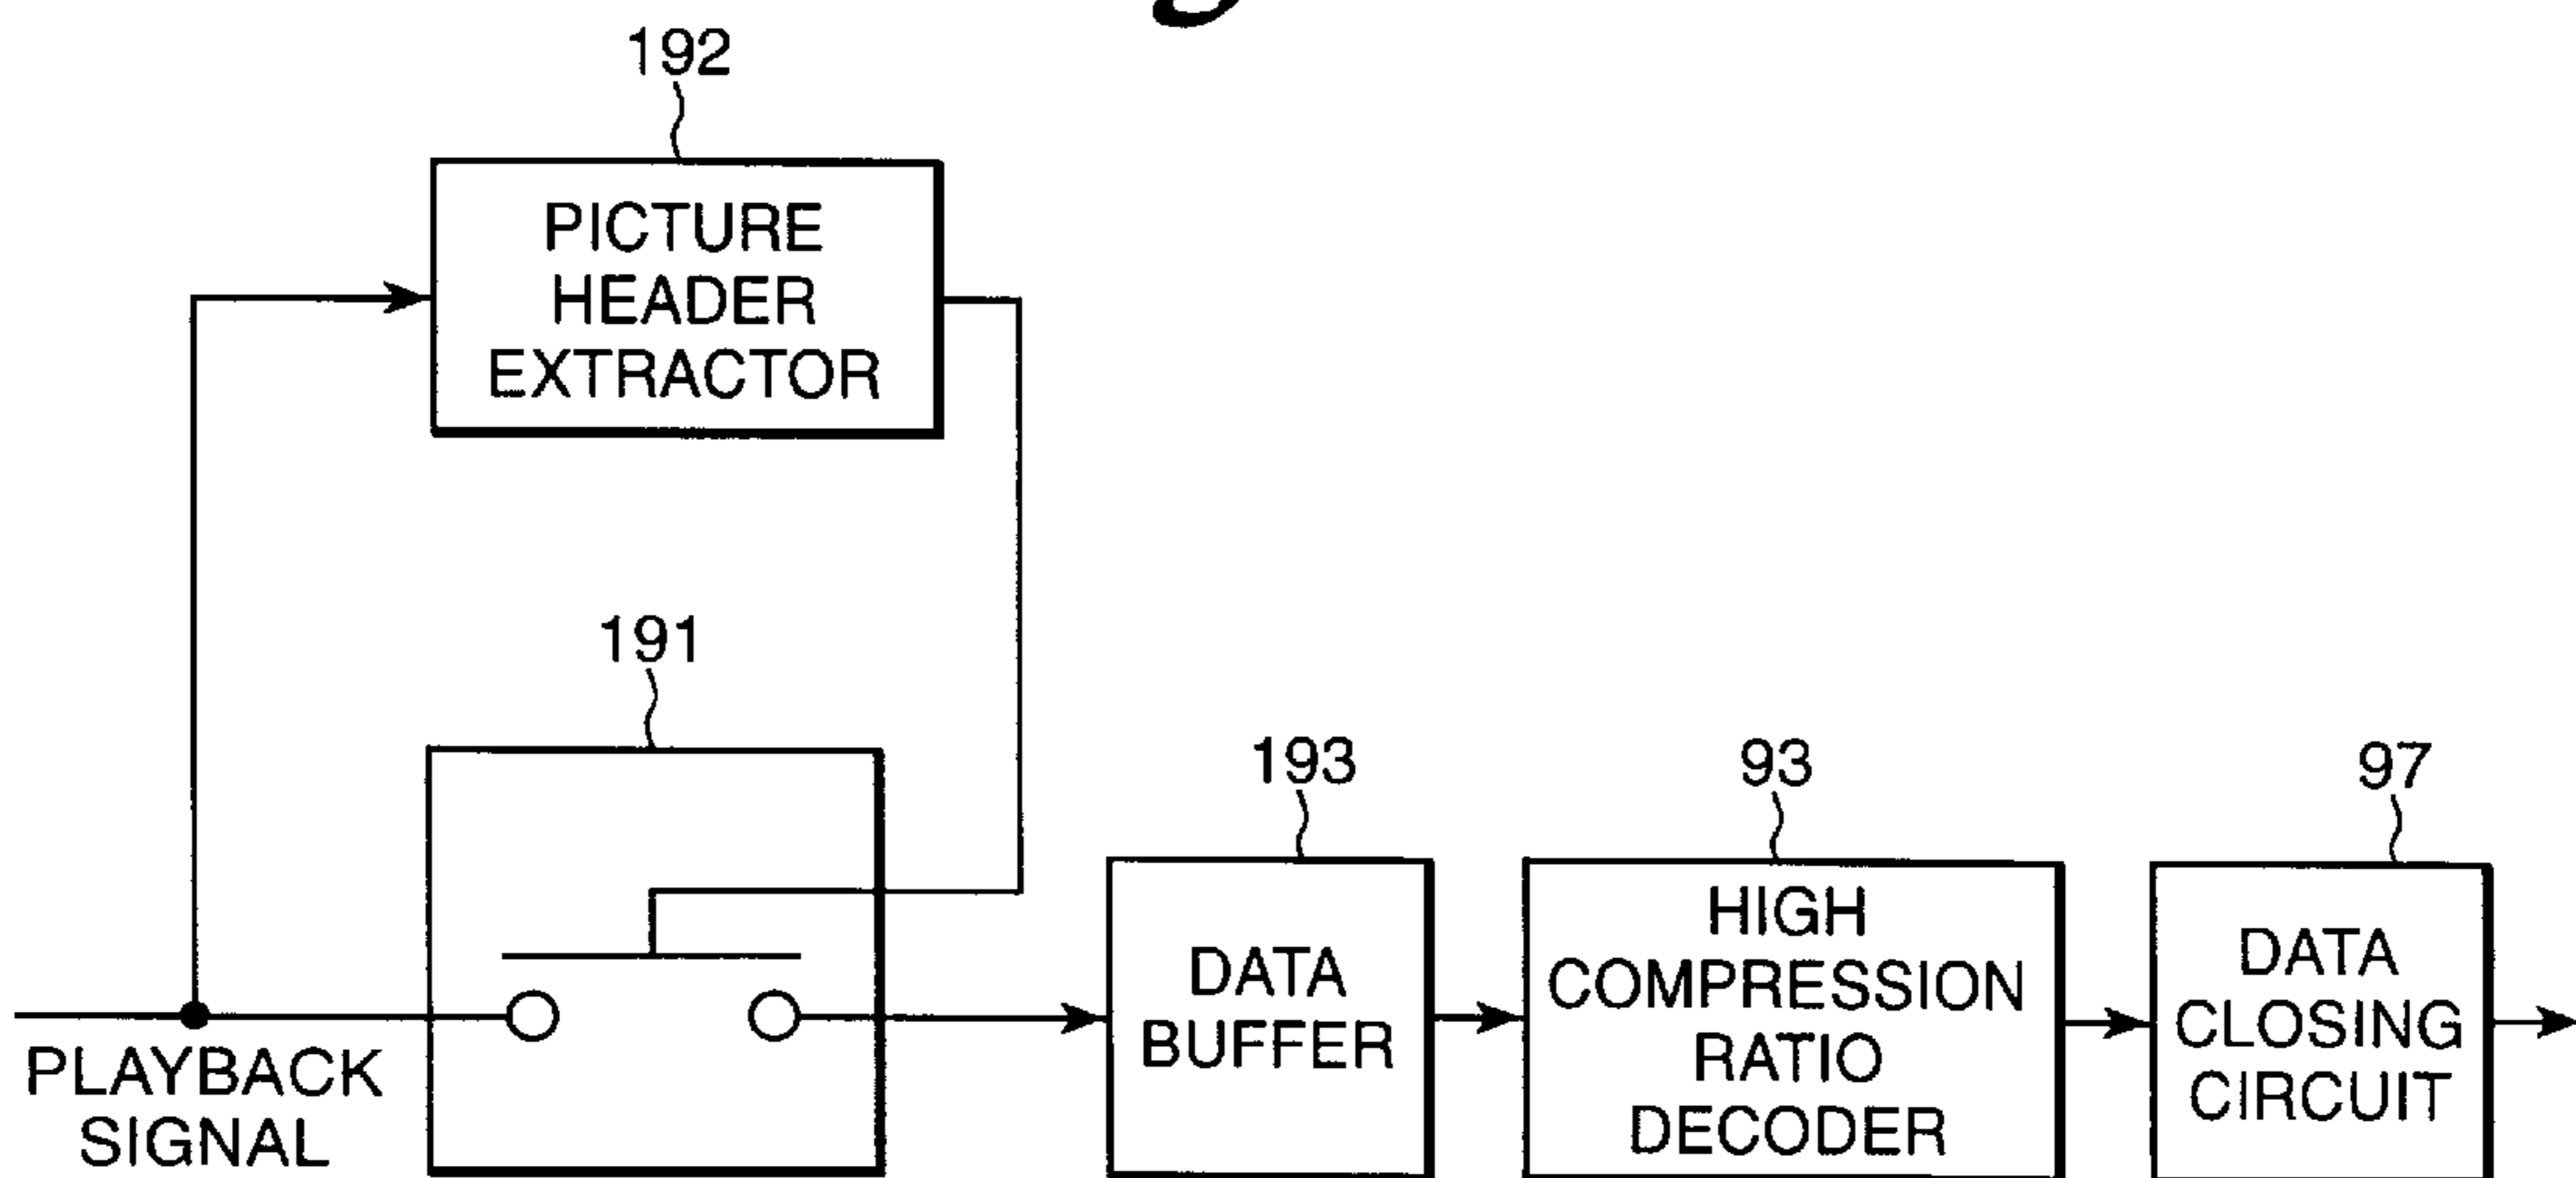 192
PICTURE
HEADER
EXTRACTOR
191
193
93
97
PLAYBACK
SIGNAL
DATA
BUFFER
HIGH
COMPRESSION
RATIO
DECODER
DATA
CLOSING
CIRCUIT